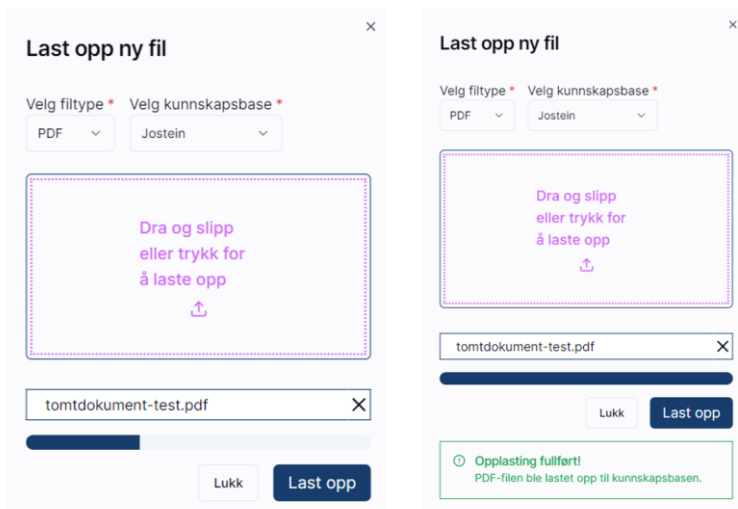 Last opp ny fil
Velg filtype * Velg kunnskapsbase *
PDF Jostein
Dra og slipp
eller trykk for
å laste opp
tomtdokument-test.pdf
Lukk Last opp
Last opp ny fil
Velg filtype * Velg kunnskapsbase *
PDF Jostein
Dra og slipp
eller trykk for
å laste opp
tomtdokument-test.pdf
Lukk Last opp
Opplasting fullført!
PDF-filen ble lastet opp til kunnskapsbasen.